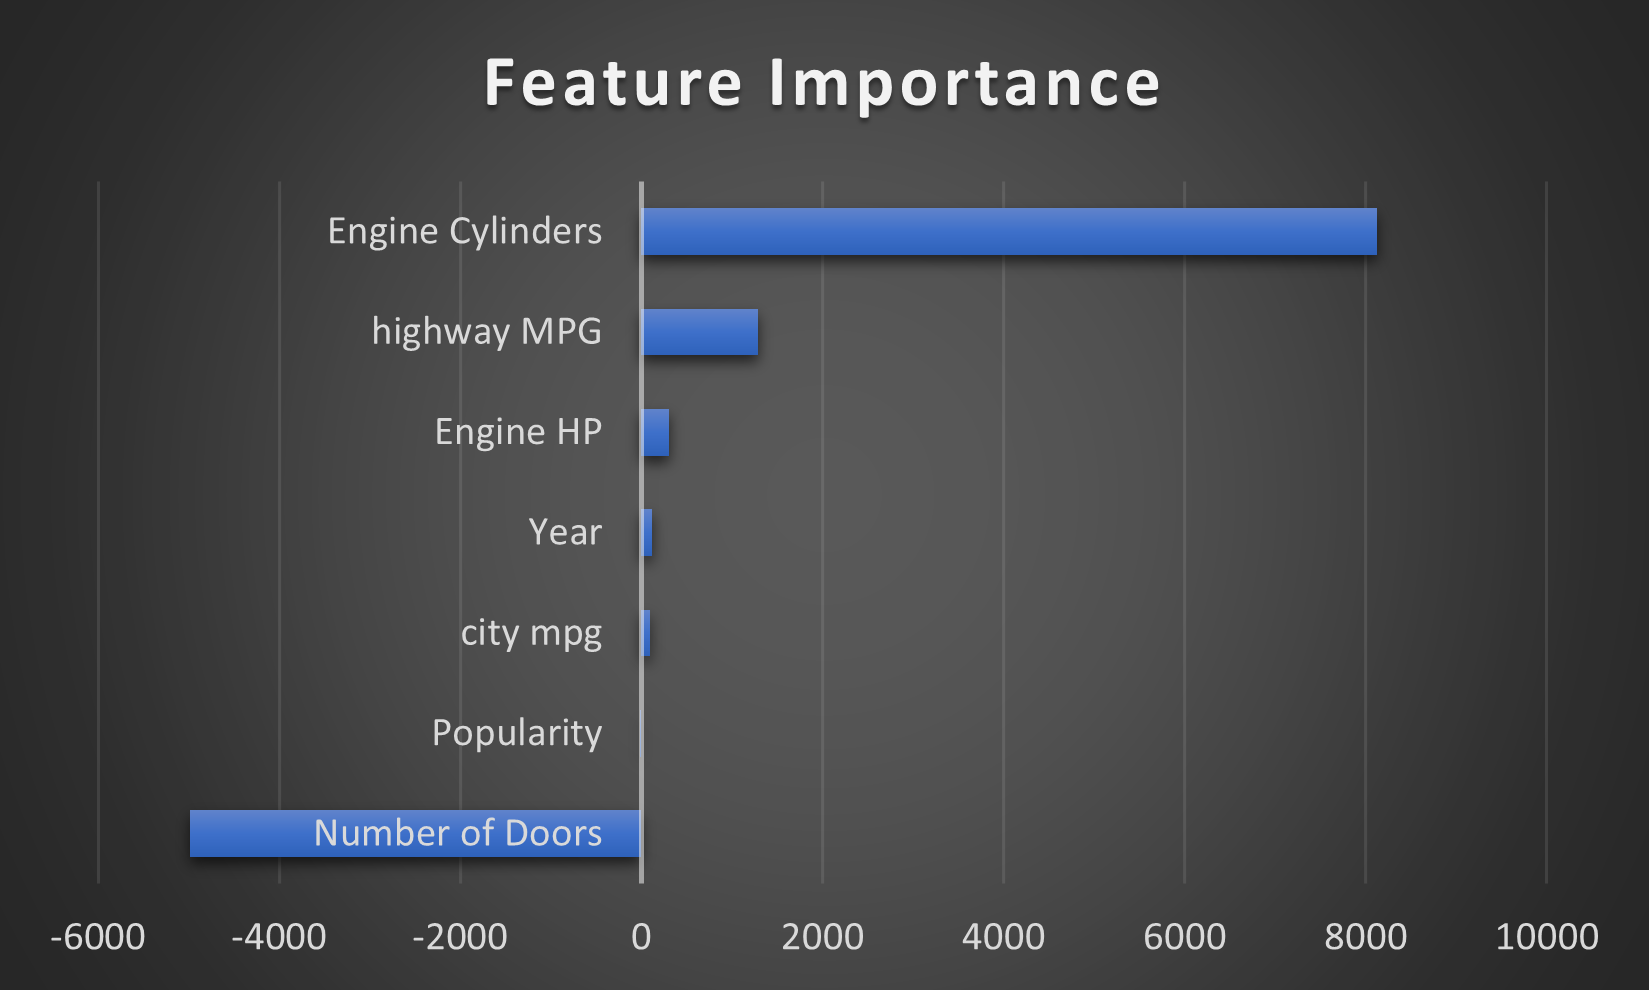 Feature Importance
Engine Cylinders
highway MPG
Engine HP
Year
city mpg
Popularity
Number of Doors
-6000 -4000 -2000 0 2000 4000 6000 8000 10000